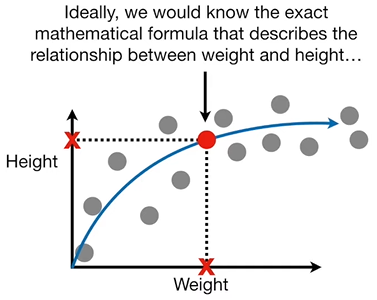 Ideally, we would know the exact
mathematical formula that describes the
relationship between weight and height…
Height
Weight